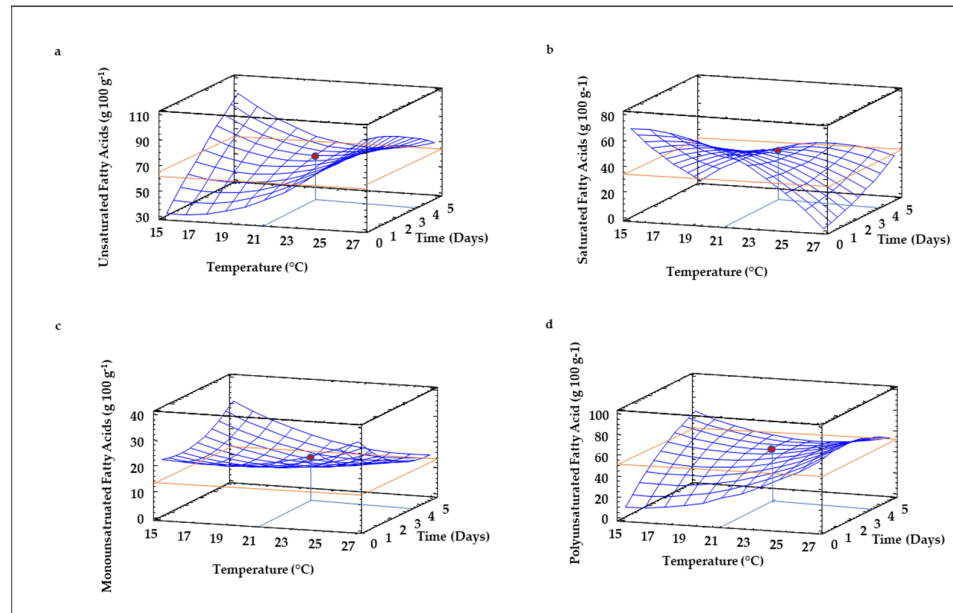 a
Unsaturated Fatty Acids (g 100 g-1)
110
90
70
50
30
15 17 19 21 23 25 27
0 1 2 3 4 5
Time (Days)
Temperature (°C)
b
Saturated Fatty Acids (g 100 g-1)
80
60
40
20
0
15 17 19 21 23 25 27
0 1 2 3 4 5
Time (Days)
Temperature (°C)
c
Monounsatruated Fatty Acids (g 100 g-1)
40
30
20
10
0
15 17 19 21 23 25 27
0 1 2 3 4 5
Time (Days)
Temperature (°C)
d
Polyunsaturated Fatty Acid (g 100 g-1)
100
80
60
40
20
0
15 17 19 21 23 25 27
0 1 2 3 4 5
Time (Days)
Temperature (°C)